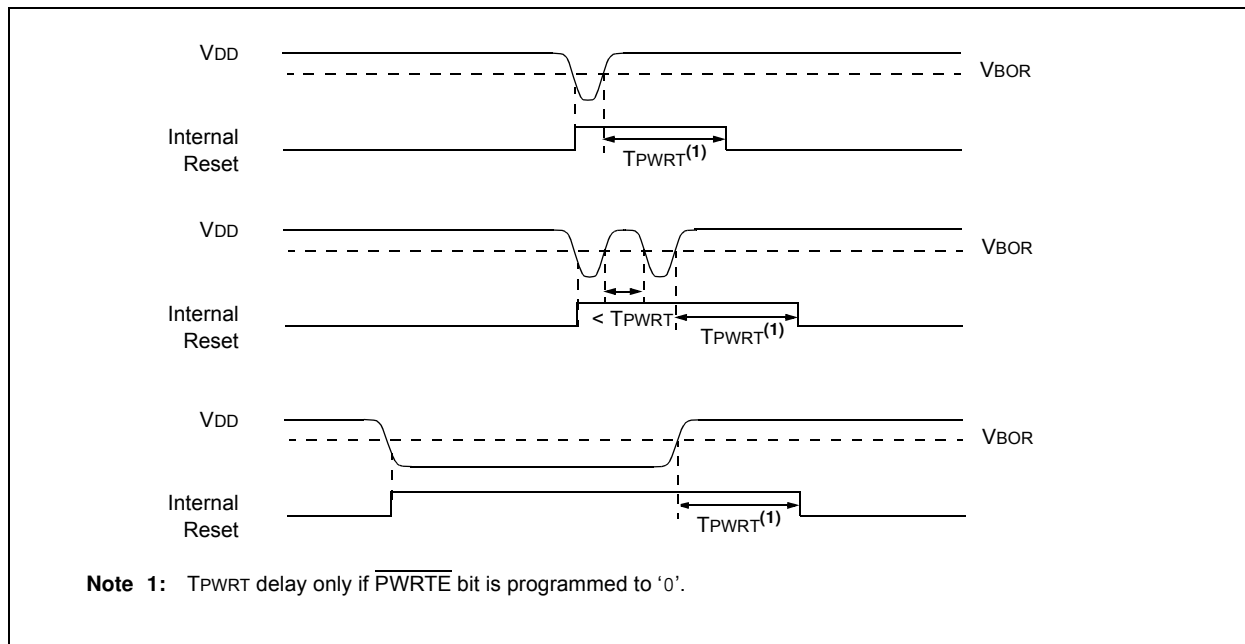 VDD
VBOR
Internal
Reset
TPWRT(1)
VDD
VBOR
Internal
Reset
< TPWRT
TPWRT(1)
VDD
VBOR
Internal
Reset
TPWRT(1)
Note 1: TPWRT delay only if PWRTE bit is programmed to ‘0’.